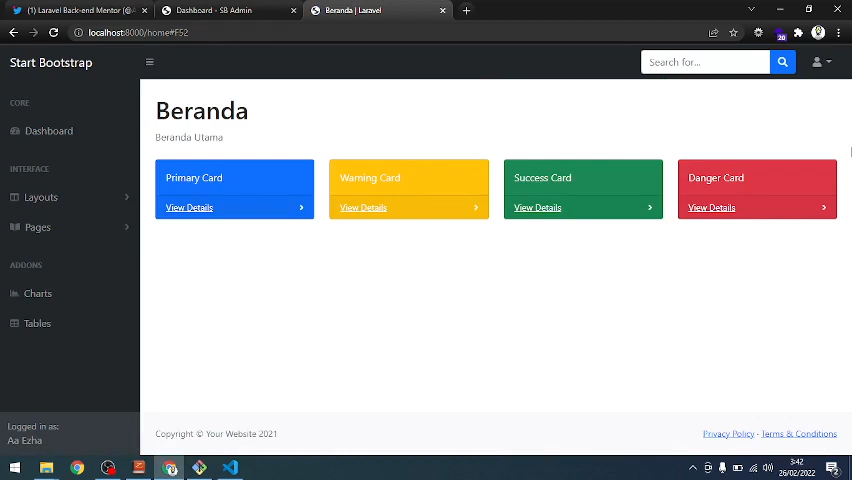 (1) Laravel Back-end Mentor (@A
Dashboard - SB Admin
Beranda | Laravel
localhost:8000/home#F52
20
Start Bootstrap
Search for...
CORE
Dashboard
INTERFACE
Layouts
Pages
ADDONS
Charts
Tables
Logged in as:
Aa Ezha
Beranda
Beranda Utama
Primary Card
View Details
Warning Card
View Details
Success Card
View Details
Danger Card
View Details
Copyright © Your Website 2021
Privacy Policy · Terms & Conditions
3:42
26/02/2022
2